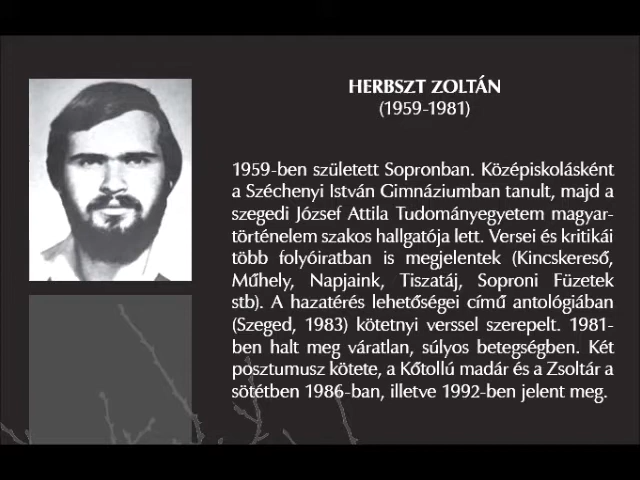 HERBSZT ZOLTÁN
(1959-1981)
1959-ben született Sopronban. Középiskolásként
a Széchenyi István Gimnáziumban tanult, majd a
szegedi József Attila Tudományegyetem magyar-
történelem szakos hallgatója lett. Versei és kritikái
több folyóiratban is megjelentek (Kincskereső,
Műhely, Napjaink, Tiszatáj, Soproni Füzetek
stb). A hazatérés lehetőségei című antológiában
(Szeged, 1983) kötetnyi verssel szerepelt. 1981-
ben halt meg váratlan, súlyos betegségben. Két
posztumusz kötete, a Kőtollú madár és a Zsoltár a
sötétben 1986-ban, illetve 1992-ben jelent meg.